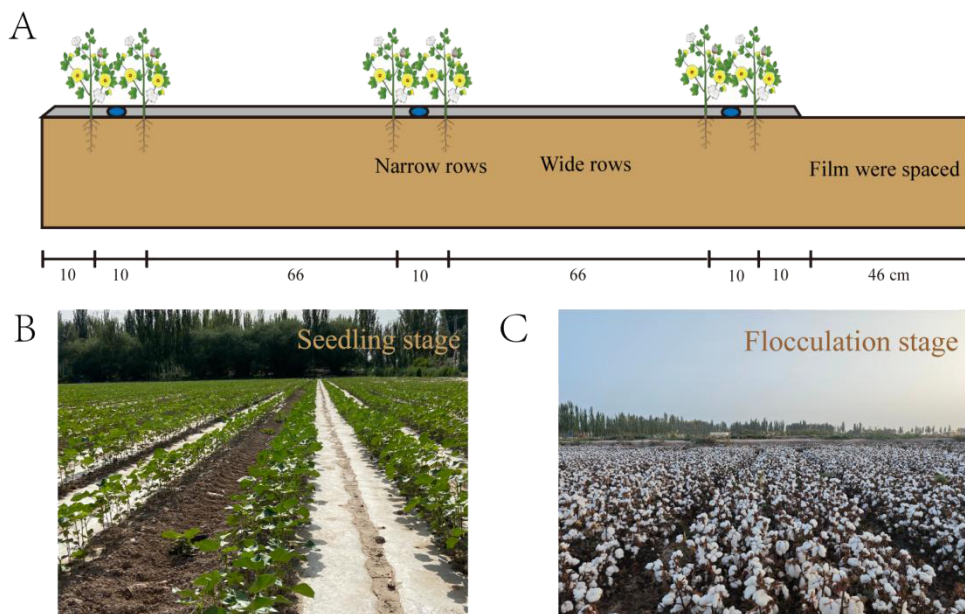 A
Narrow rows
Wide rows
Film were spaced
10
10
66
10
66
10
10
46 cm
B
Seedling stage
C
Flocculation stage